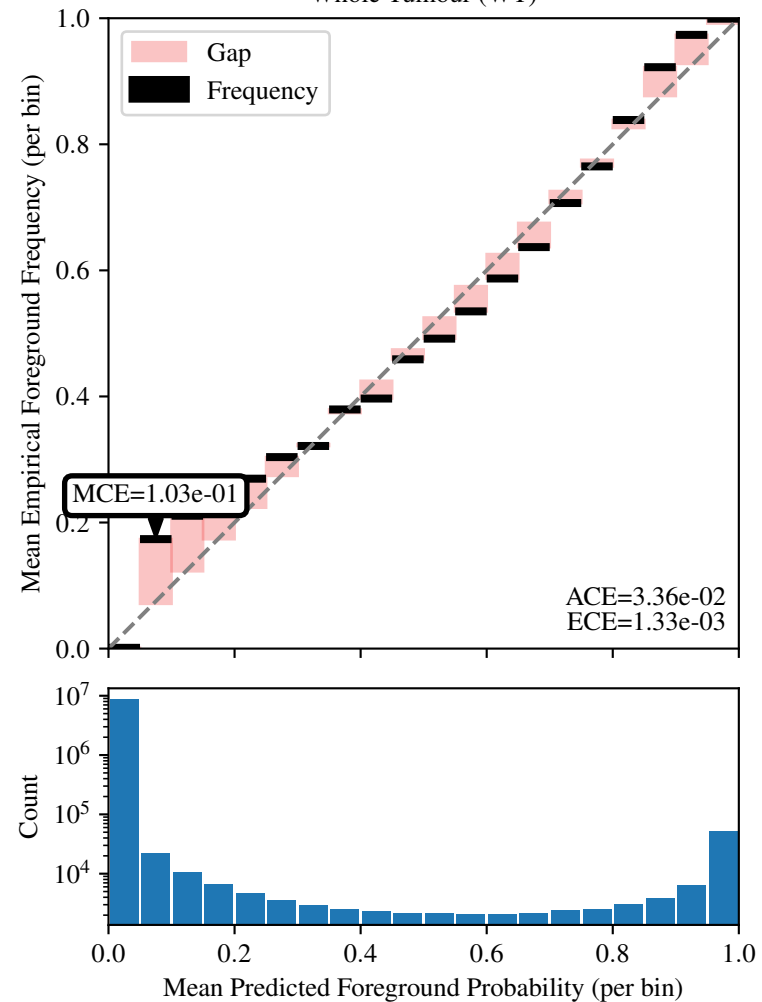 Whole Tumour (WT)
1.0
0.8
0.6
0.4
0.2
0.0
Mean Empirical Foreground Frequency (per bin)
Gap
Frequency
MCE=1.03e-01
ACE=3.36e-02
ECE=1.33e-03
10^7
10^6
10^5
10^4
Count
0.0 0.2 0.4 0.6 0.8 1.0
Mean Predicted Foreground Probability (per bin)